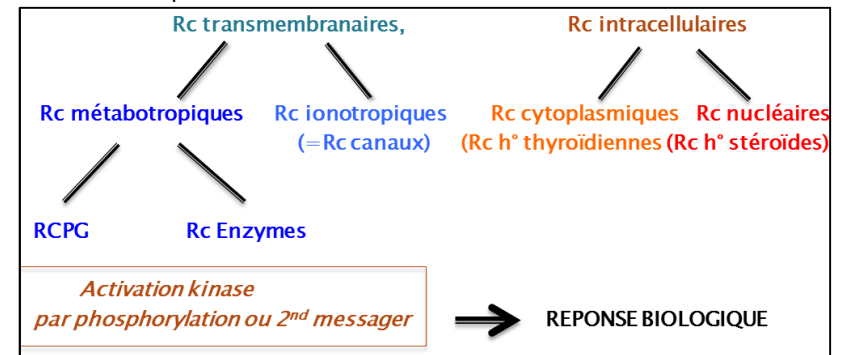 Rc transmembranaires,
Rc intracellulaires
Rc métabotropiques
Rc ionotropiques
(=Rc canaux)
Rc cytoplasmiques
(Rc h° thyroïdiennes
Rc nucléaires
(Rc h° stéroïdes)
RCPG
Rc Enzymes
Activation kinase
par phosphorylation ou 2nd messager
REPONSE BIOLOGIQUE